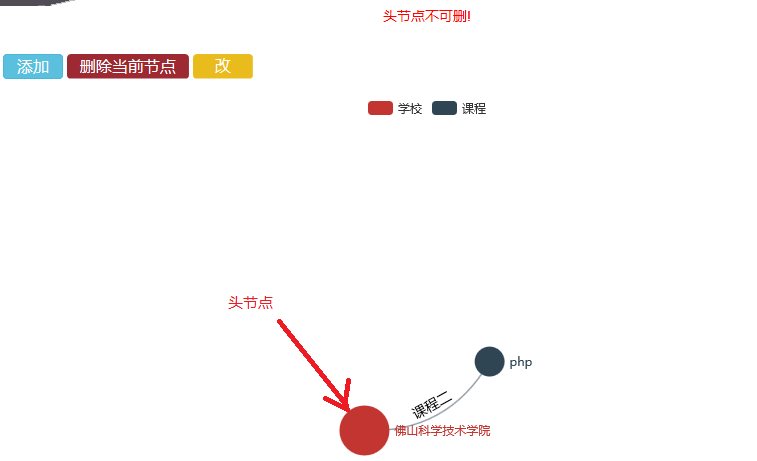 头节点不可删!
添加 删除当前节点 改
学校 课程
头节点
php
课程二
佛山科学技术学院